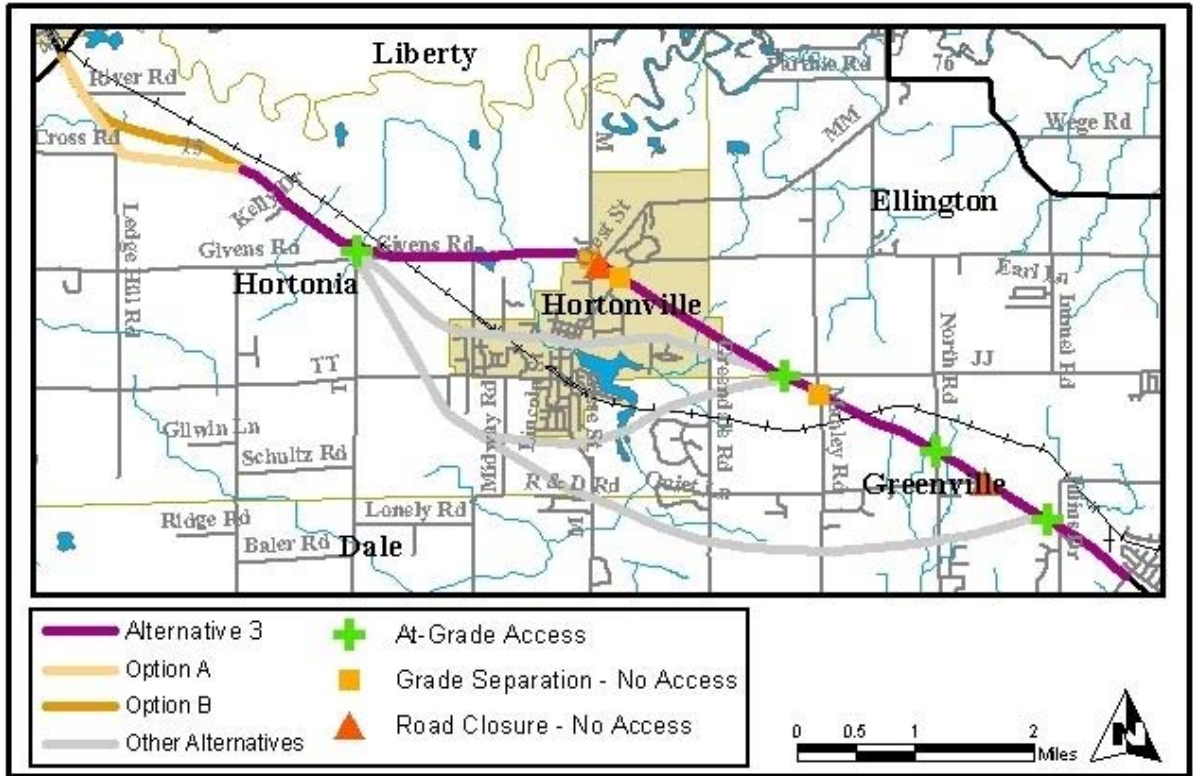 Liberty
River Rd
76
MM
Wege Rd
Cross Rd
15
M
Ellington
Kelly Dr
Ledge Hill Rd
Givens Rd
Givens Rd
Hortonia
Hortonville
Earl Ln
North Rd
JJ
TT
T
Midway Rd
Gilwin Ln
Schultz Rd
R & D Rd
Greenville
Ridge Rd
Lonely Rd
M
Baler Rd
Dale
Alternative 3
Option A
Option B
Other Alternatives
At-Grade Access
Grade Separation - No Access
Road Closure - No Access
0 0.5 1 2
Miles
N